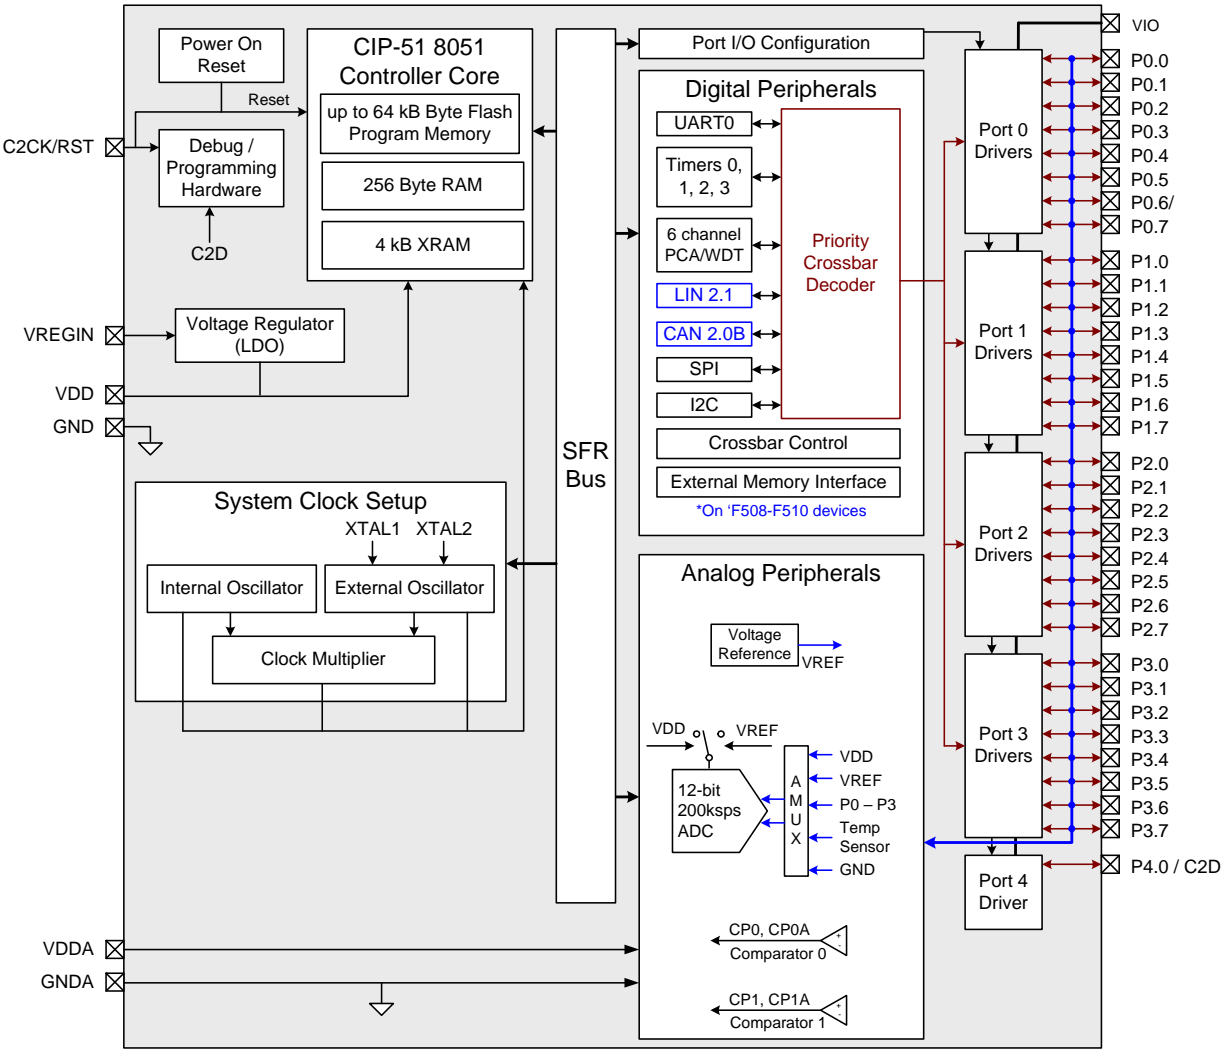 Power On
Reset
Reset
C2CK/RST
Debug /
Programming
Hardware
C2D
CIP-51 8051
Controller Core
up to 64 kB Byte Flash
Program Memory
256 Byte RAM
4 kB XRAM
VREGIN
Voltage Regulator
(LDO)
VDD
GND
System Clock Setup
XTAL1
XTAL2
Internal Oscillator
External Oscillator
Clock Multiplier
VDDA
GNDA
SFR
Bus
Port I/O Configuration
Digital Peripherals
UART0
Timers 0,
1, 2, 3
6 channel
PCA/WDT
LIN 2.1
CAN 2.0B
SPI
I2C
Priority
Crossbar
Decoder
Crossbar Control
External Memory Interface
*On ‘F508-F510 devices
Analog Peripherals
Voltage
Reference
VREF
VDD
VREF
12-bit
200ksps
ADC
A
M
U
X
VDD
VREF
P0 – P3
Temp
Sensor
GND
CP0, CP0A
+
-
Comparator 0
CP1, CP1A
+
-
Comparator 1
Port 0
Drivers
Port 1
Drivers
Port 2
Drivers
Port 3
Drivers
Port 4
Driver
VIO
P0.0
P0.1
P0.2
P0.3
P0.4
P0.5
P0.6/
P0.7
P1.0
P1.1
P1.2
P1.3
P1.4
P1.5
P1.6
P1.7
P2.0
P2.1
P2.2
P2.3
P2.4
P2.5
P2.6
P2.7
P3.0
P3.1
P3.2
P3.3
P3.4
P3.5
P3.6
P3.7
P4.0 / C2D